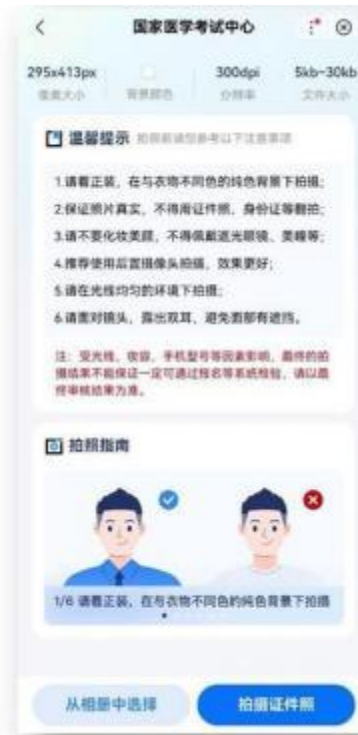 国家医学考试中心
295x413px 300dpi 5kb~30kb
像素大小 背景颜色 分辨率 文件大小
温馨提示 拍照前请您参考以下注意事项
1.请着正装，在与衣物不同色的纯色背景下拍摄；
2.保证照片真实，不得用证件照、身份证等翻拍；
3.请不要化妆美颜，不得佩戴遮光眼镜、美瞳等；
4.推荐使用后置摄像头拍摄，效果更好；
5.请在光线均匀的环境下拍摄；
6.请面对镜头，露出双耳，避免面部有遮挡。
注：受光线、妆容、手机型号等因素影响，最终的拍
摄结果不能保证一定可通过报名等系统检验，请以最
终审核结果为准。
拍照指南
1/6 请着正装，在与衣物不同色的纯色背景下拍摄
从相册中选择
拍摄证件照